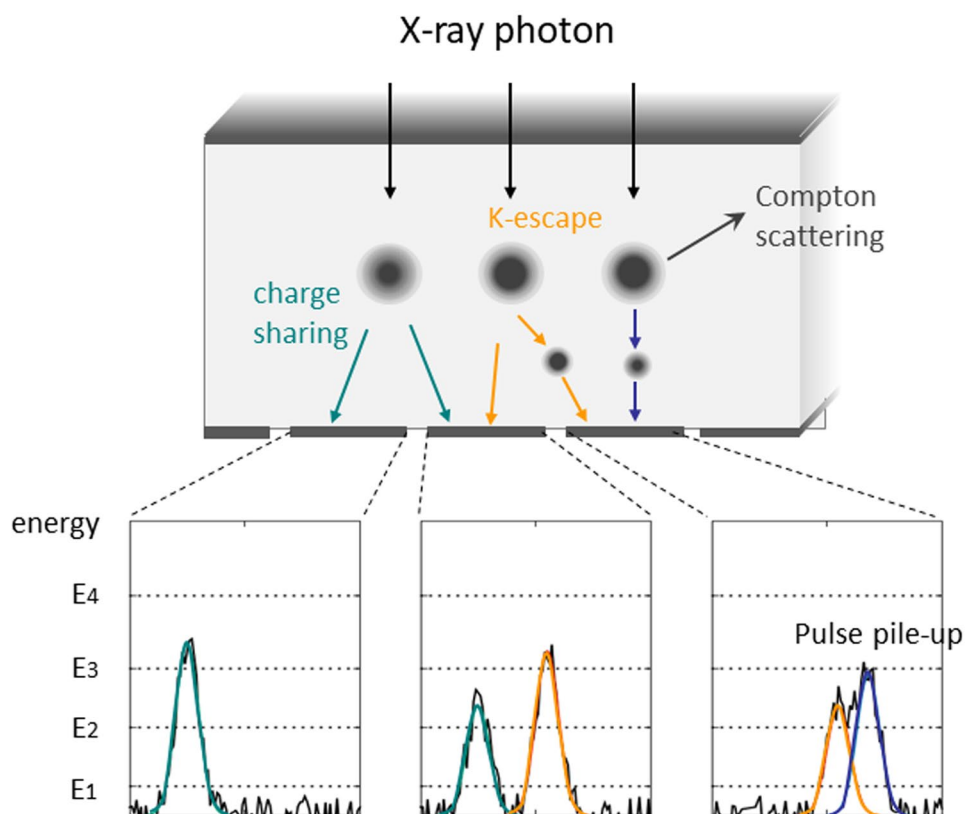 X-ray photon
K-escape
Compton
scattering
charge
sharing
energy
E4
E3
E2
E1
Pulse pile-up